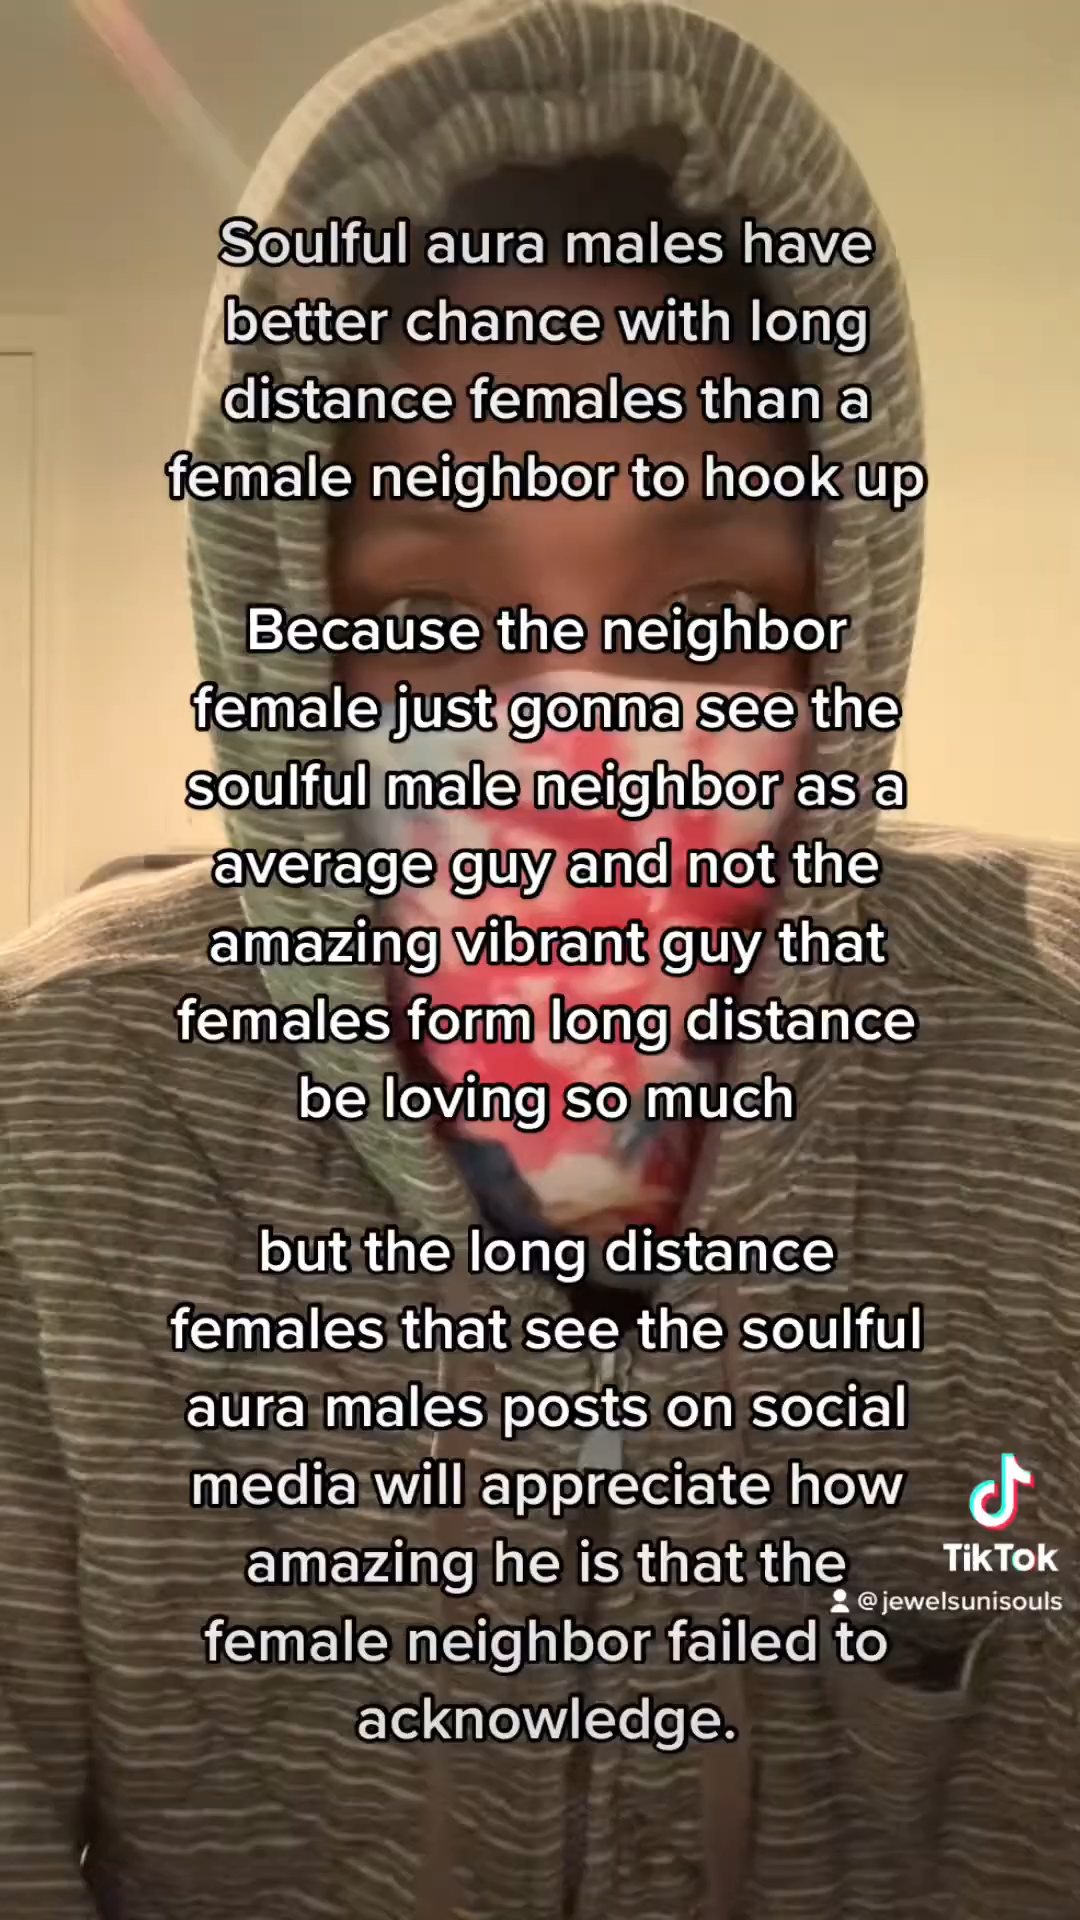 Soulful aura males have
better chance with long
distance females than a
female neighbor to hook up
Because the neighbor
female just gonna see the
soulful male neighbor as a
average guy and not the
amazing vibrant guy that
females form long distance
be loving so much
but the long distance
females that see the soulful
aura males posts on social
media will appreciate how
amazing he is that the
female neighbor failed to
acknowledge.
TikTok
@jewelsunisouls